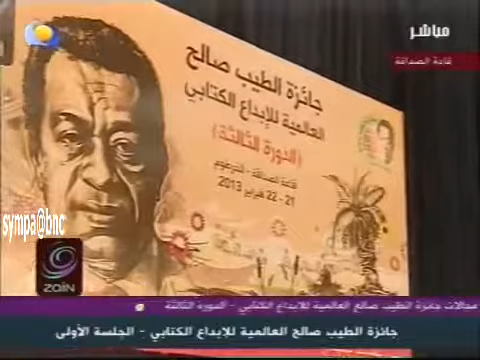 مباشر
قاعة الصداقة
جائزة الطيب صالح
العالمية للإبداع الكتابي
(الدورة الثالثة)
قاعة الصداقة - الخرطوم
21 - 22 فبراير 2013
sympa@bnc
zain
مجالات جائزة الطيب صالح العالمية للإبداع الكتابي - الدورة الثالثة
جائزة الطيب صالح العالمية للإبداع الكتابي - الجلسة الأولى